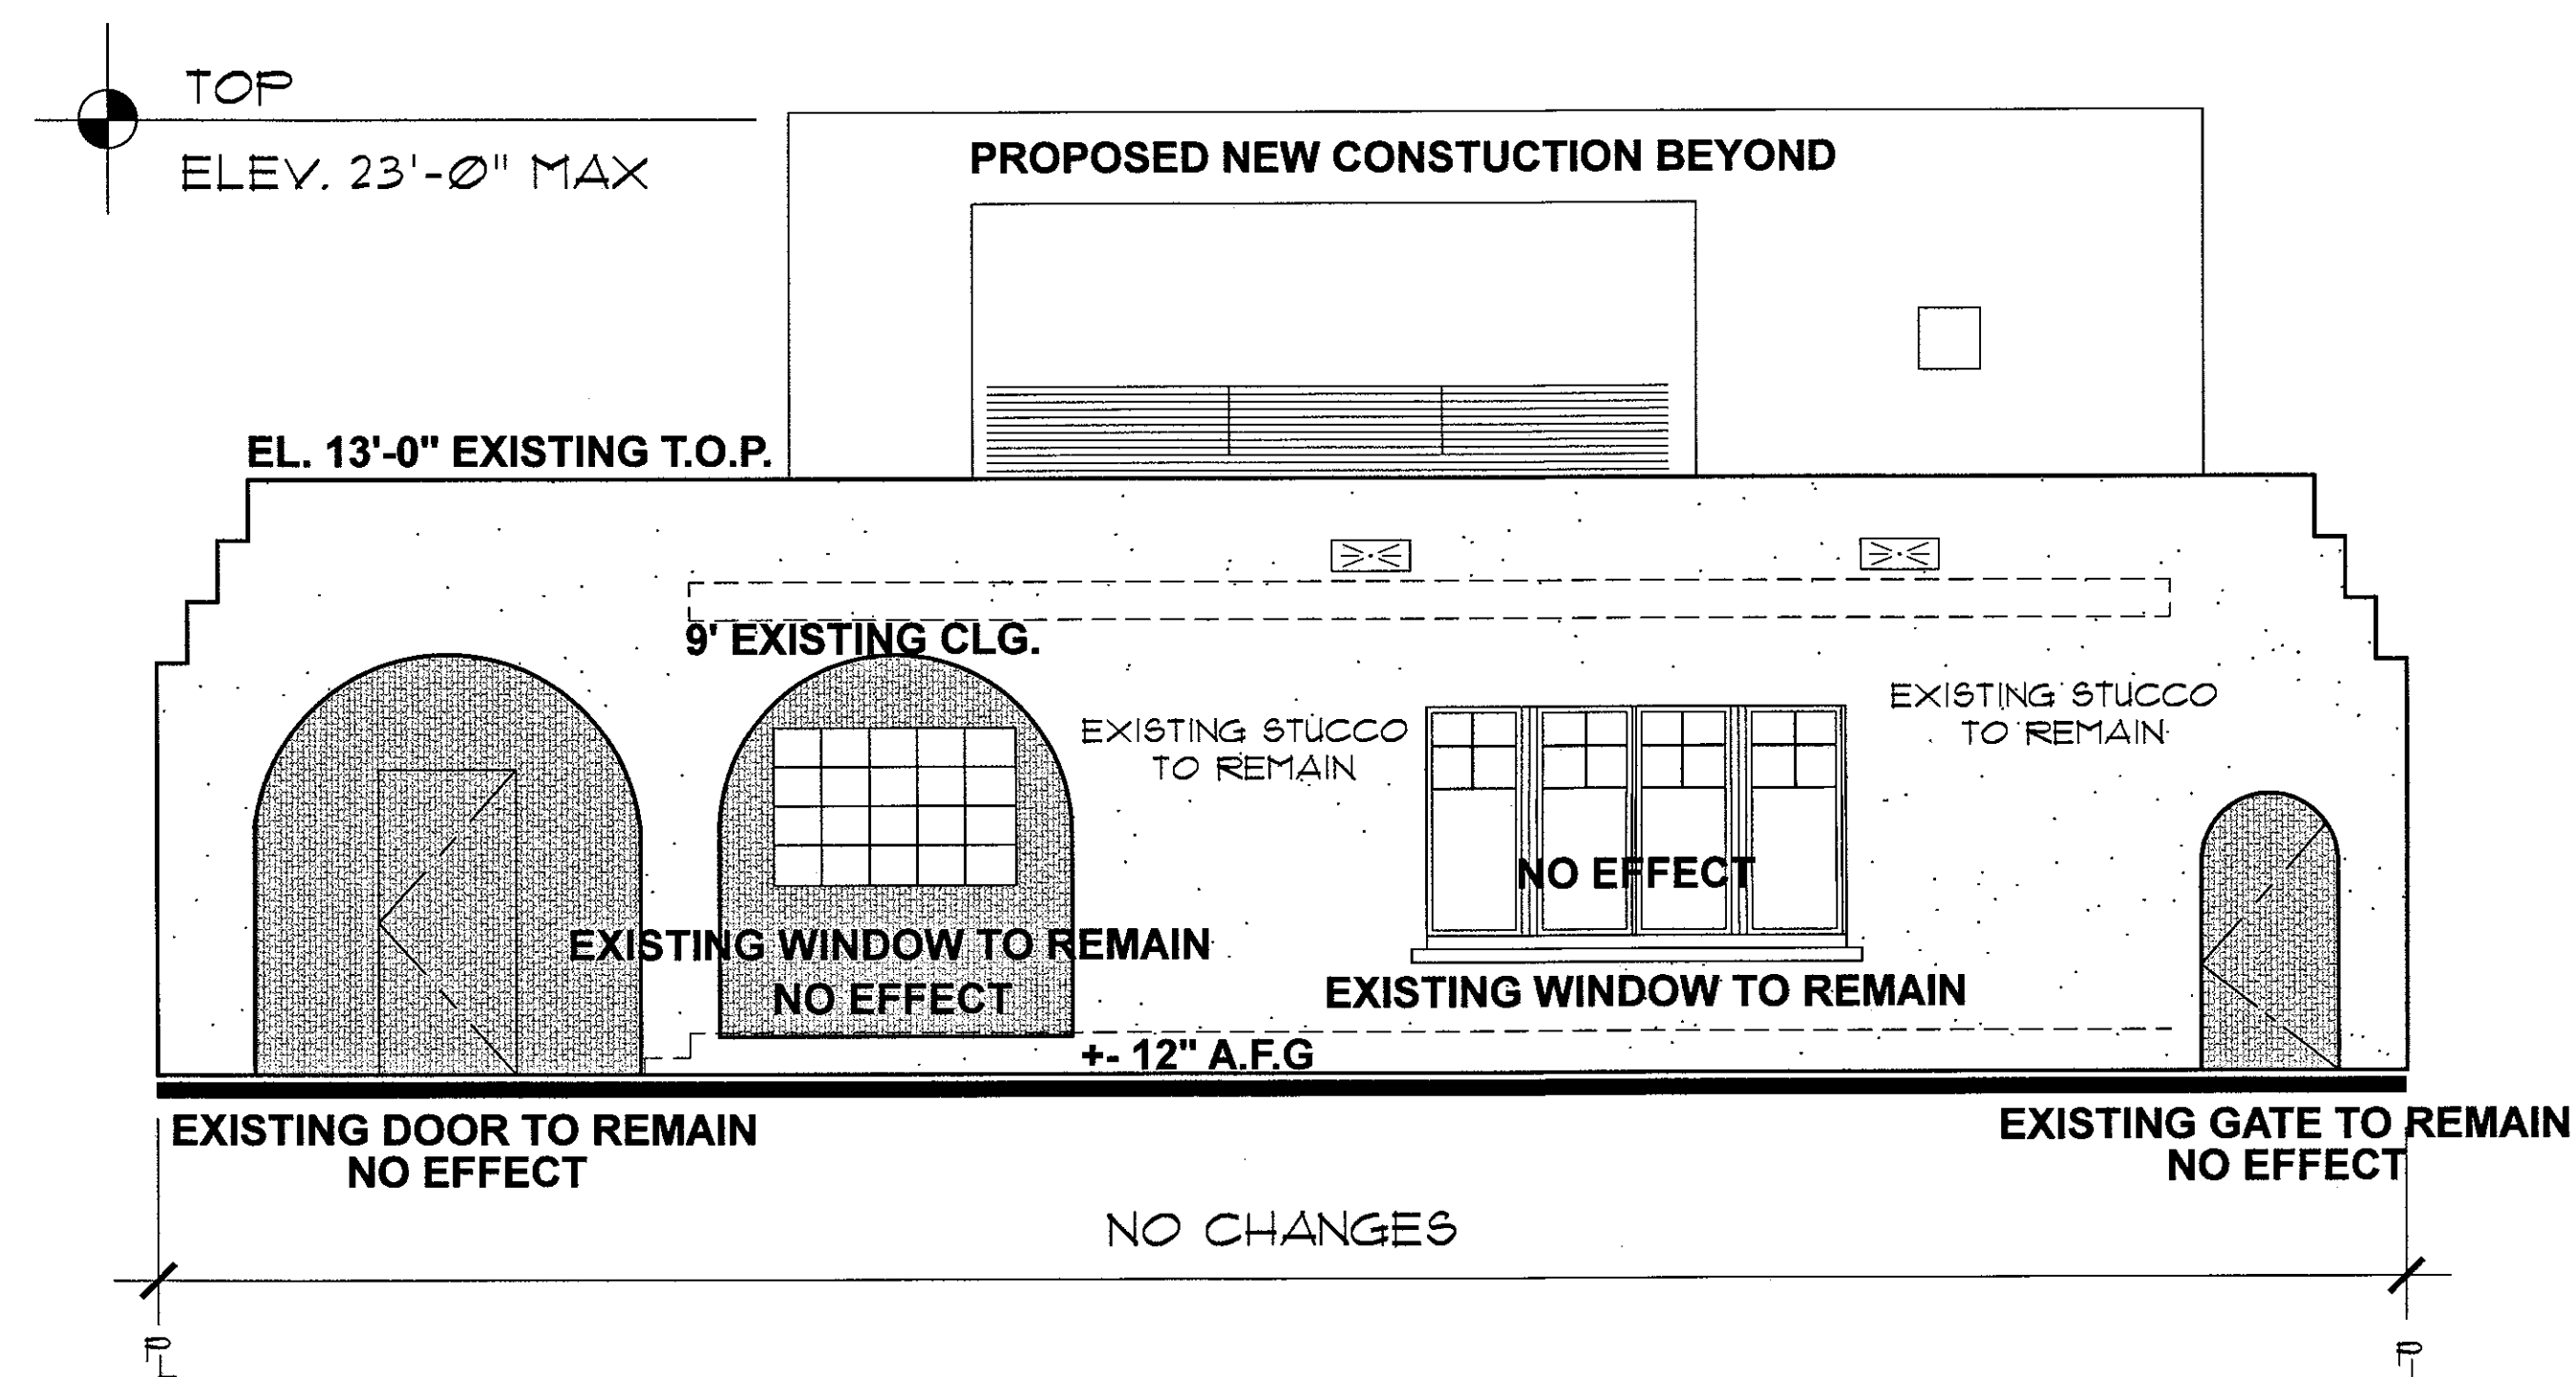 TOP
ELEV. 23'-0" MAX
PROPOSED NEW CONSTUCTION BEYOND
EL. 13'-0" EXISTING T.O.P.
9' EXISTING CLG.
EXISTING STUCCO
TO REMAIN
EXISTING STUCCO
TO REMAIN
NO EFFECT
EXISTING WINDOW TO REMAIN
NO EFFECT
EXISTING WINDOW TO REMAIN
+- 12" A.F.G
EXISTING DOOR TO REMAIN
NO EFFECT
EXISTING GATE TO REMAIN
NO EFFECT
NO CHANGES
PL
PL